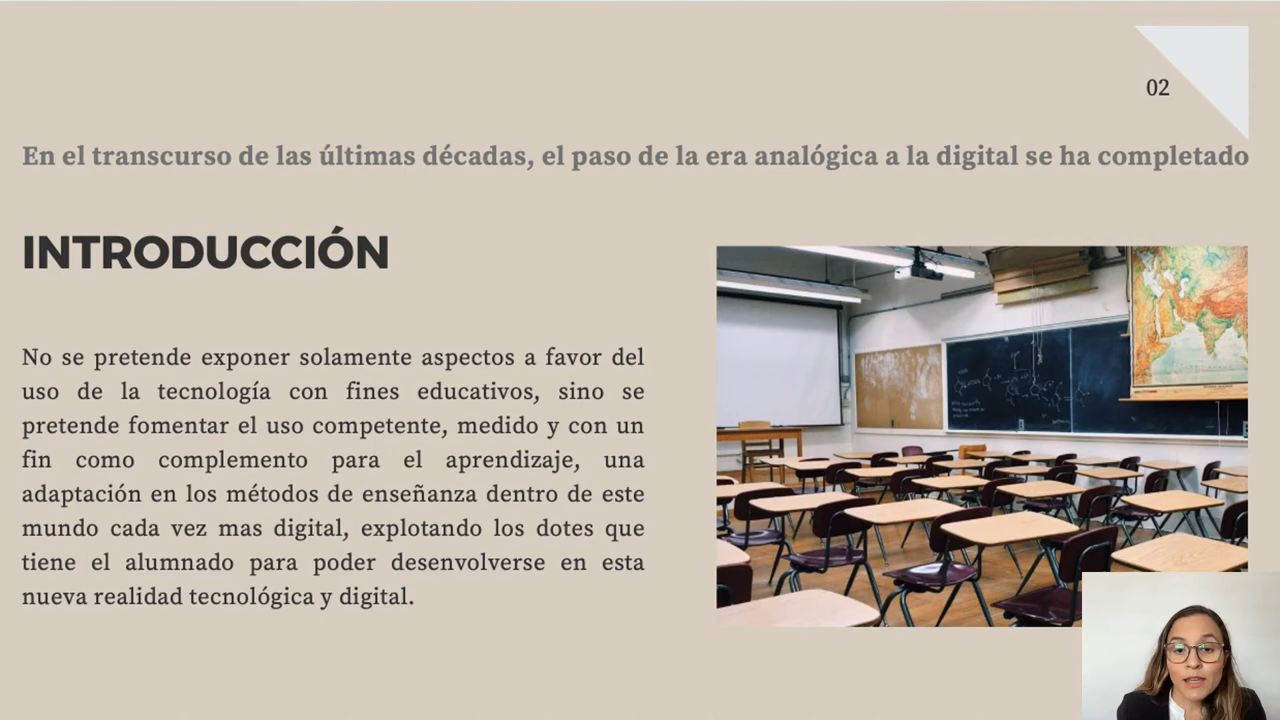 02
En el transcurso de las últimas décadas, el paso de la era analógica a la digital se ha completado
INTRODUCCIÓN
No se pretende exponer solamente aspectos a favor del
uso de la tecnología con fines educativos, sino se
pretende fomentar el uso competente, medido y con un
fin como complemento para el aprendizaje, una
adaptación en los métodos de enseñanza dentro de este
mundo cada vez mas digital, explotando los dotes que
tiene el alumnado para poder desenvolverse en esta
nueva realidad tecnológica y digital.